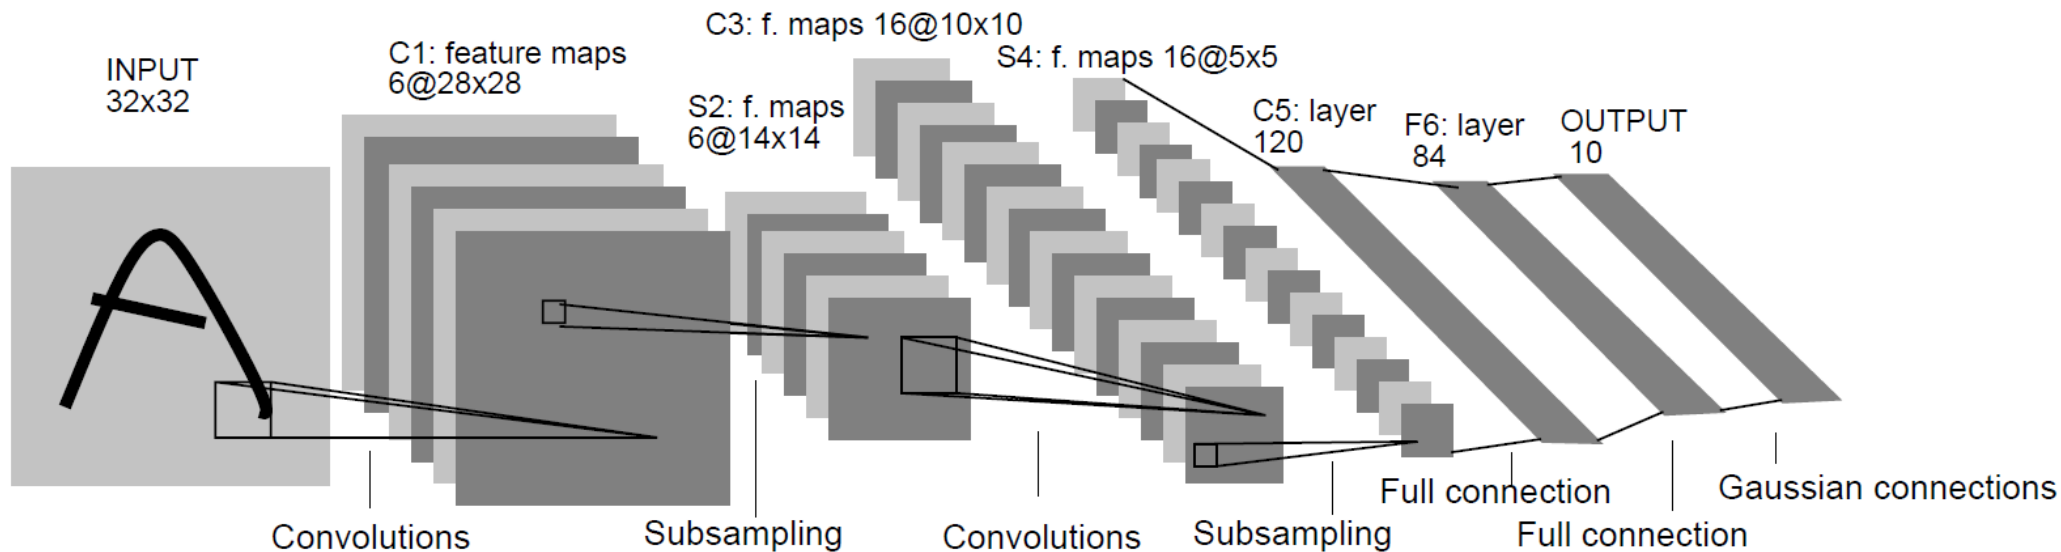 INPUT
32x32
C1: feature maps
6@28x28
S2: f. maps
6@14x14
C3: f. maps 16@10x10
S4: f. maps 16@5x5
C5: layer
120
F6: layer
84
OUTPUT
10
Convolutions
Subsampling
Convolutions
Subsampling
Full connection
Full connection
Gaussian connections